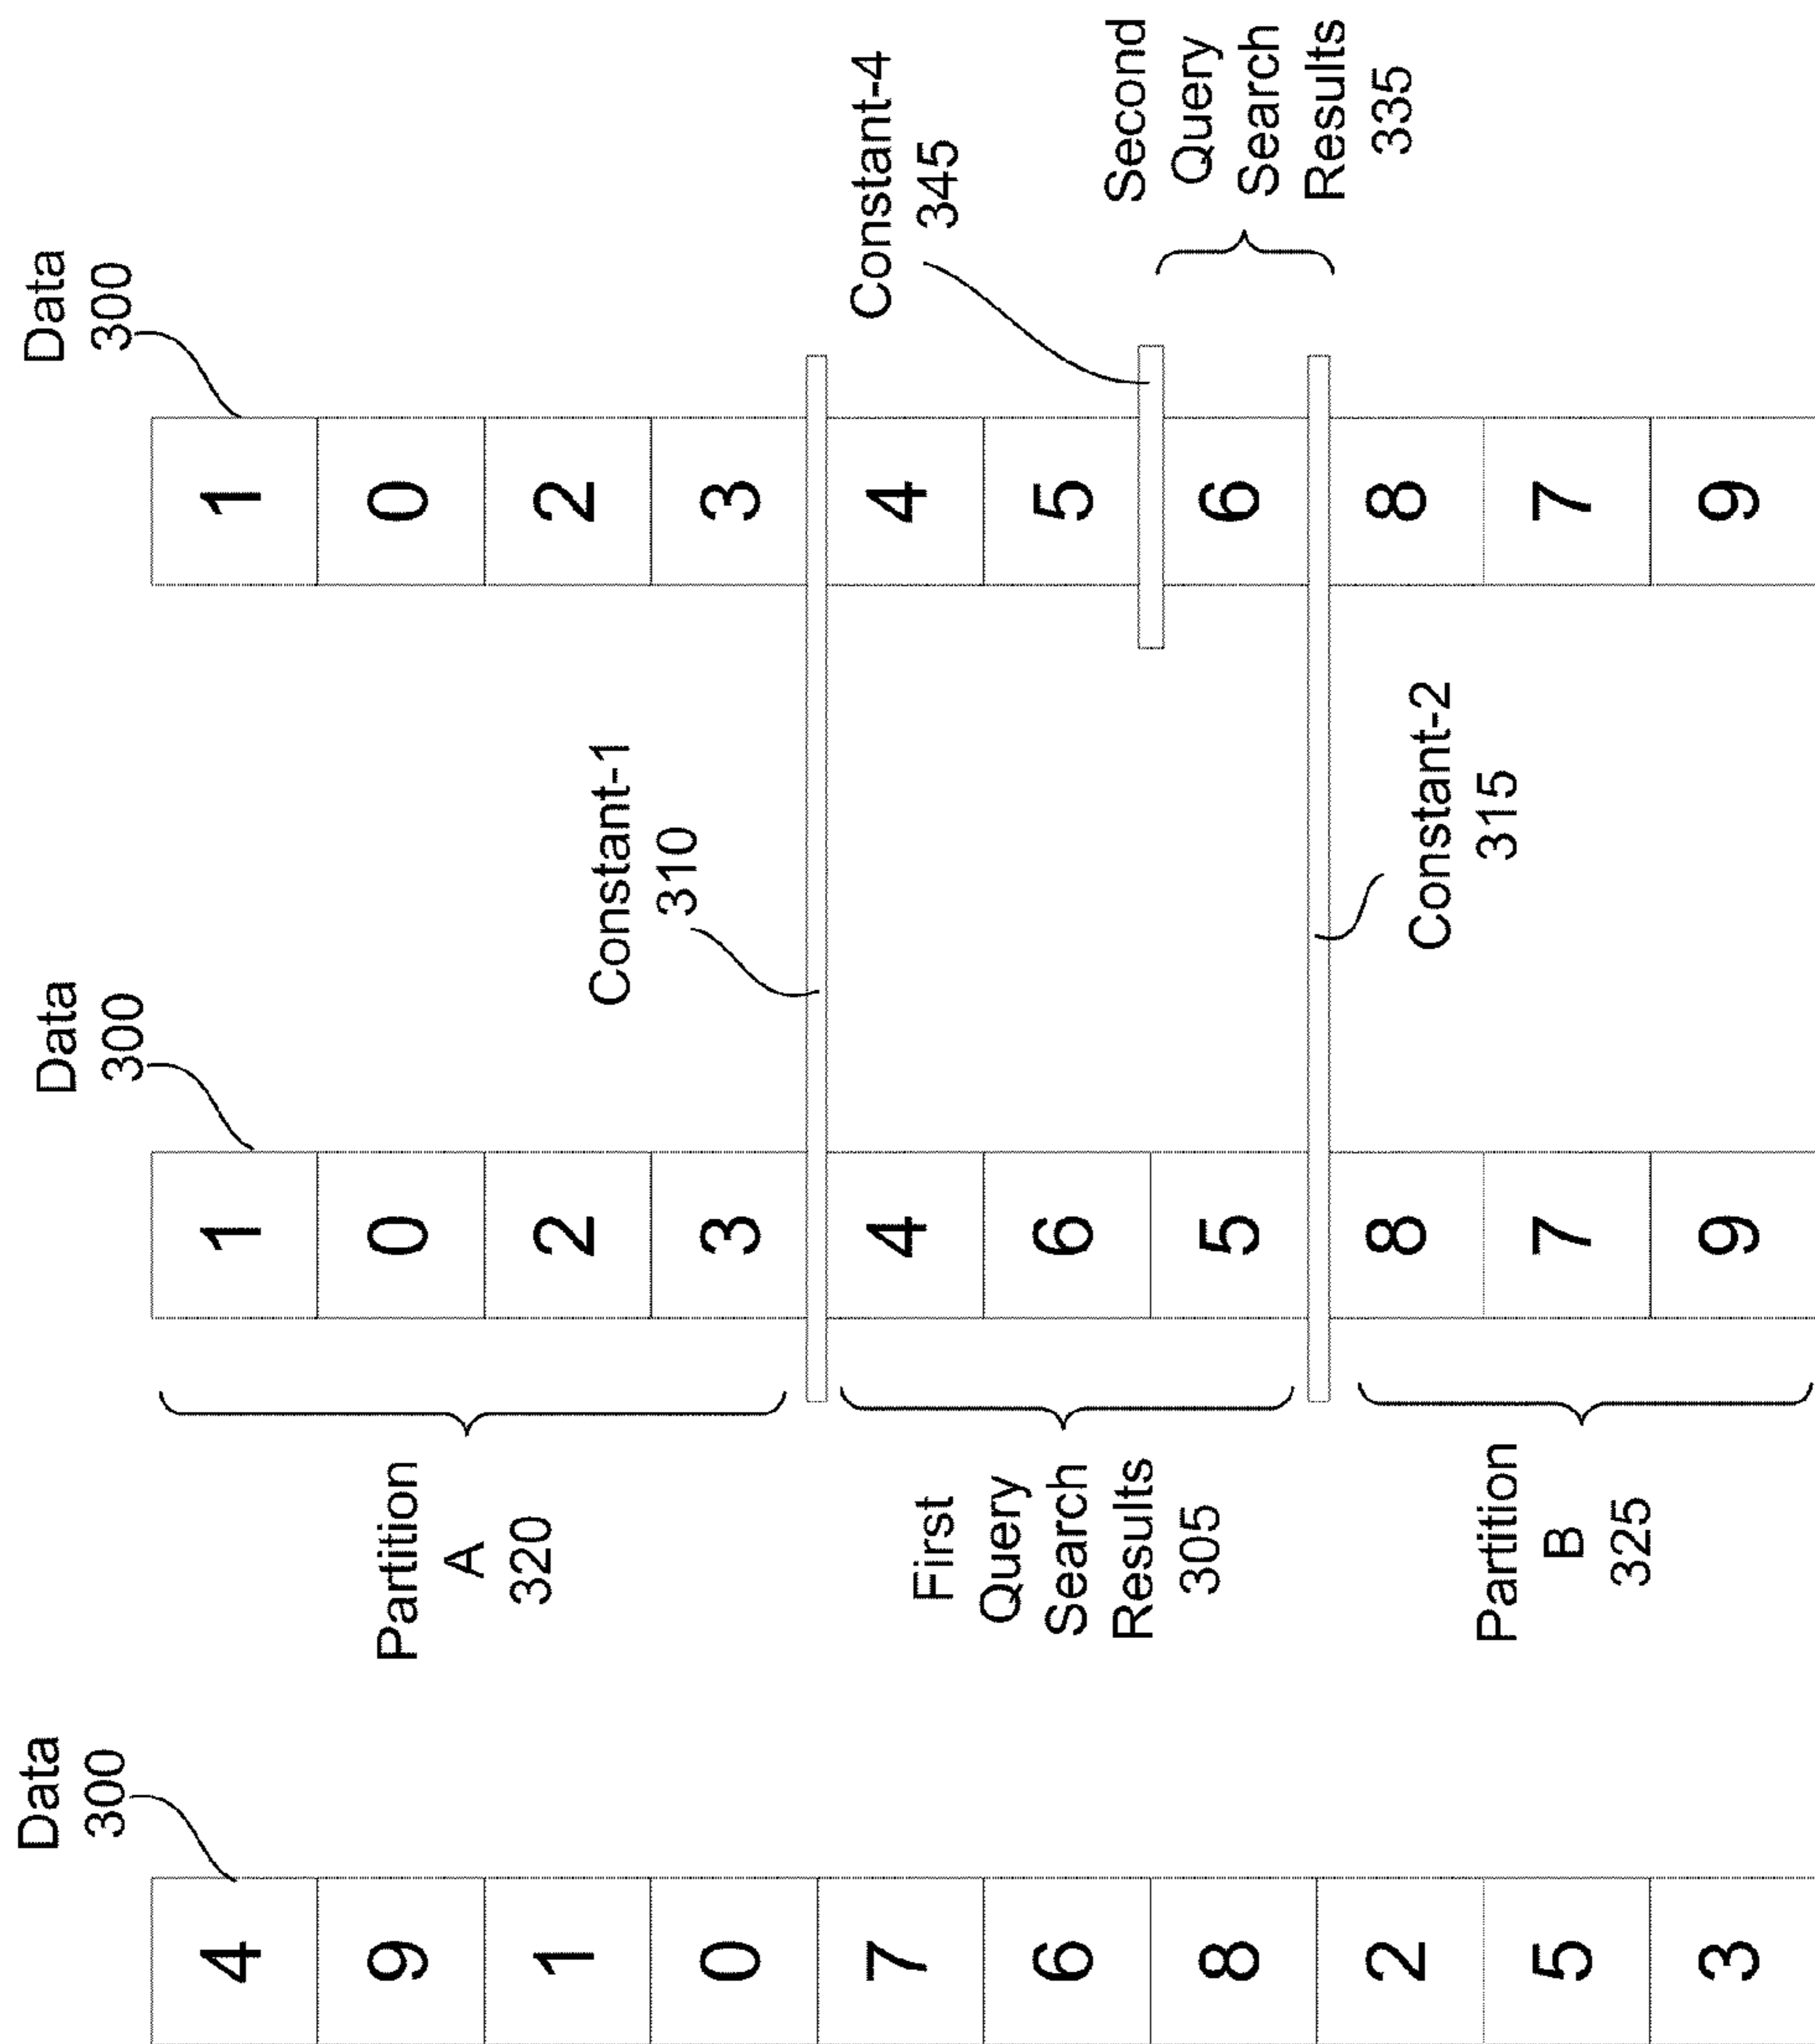 Data
300
4
9
1
0
7
6
8
2
5
3
Partition
A
320
First
Query
Search
Results
305
Partition
B
325
Data
300
1
0
2
3
4
6
5
8
7
9
Constant-1
310
Constant-2
315
Data
300
1
0
2
3
4
5
6
8
7
9
Constant-4
345
Second
Query
Search
Results
335